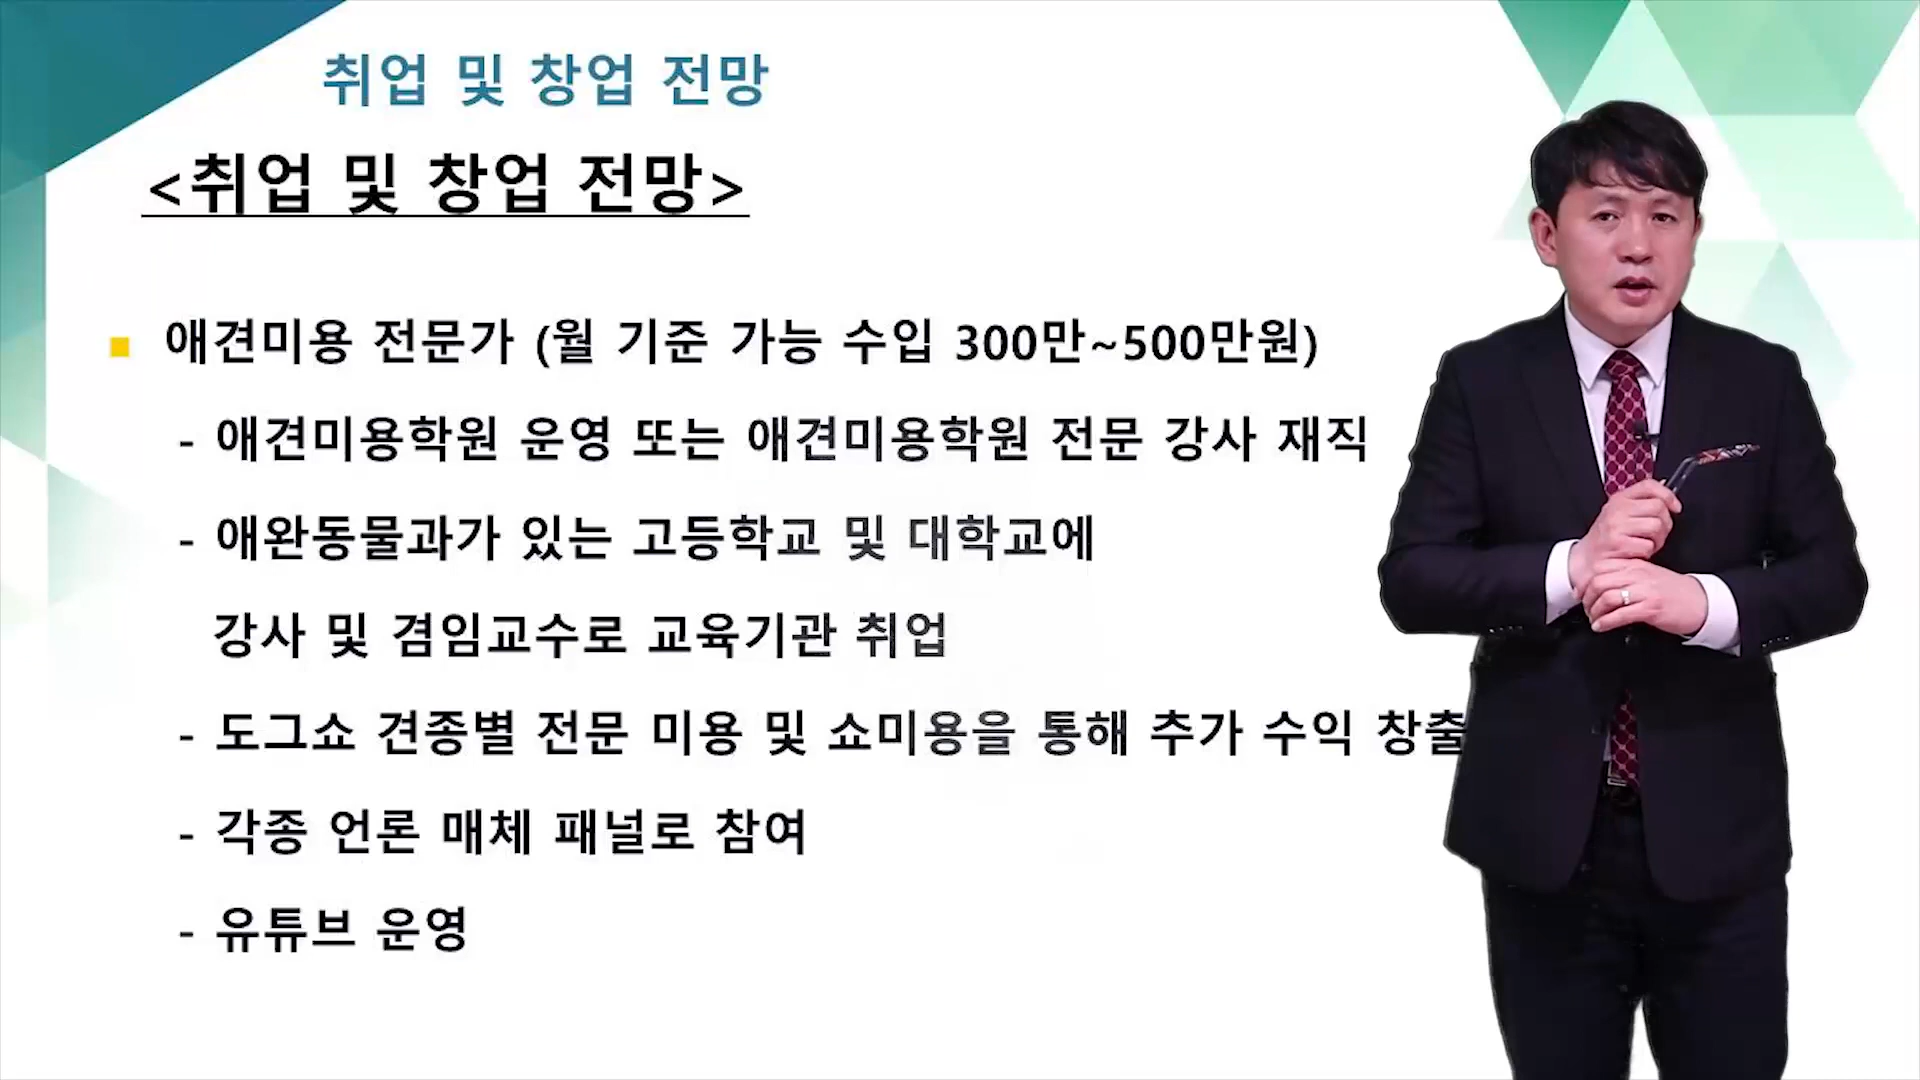 취업 및 창업 전망
<취업 및 창업 전망>
애견미용 전문가 (월 기준 가능 수입 300만~500만원)
- 애견미용학원 운영 또는 애견미용학원 전문 강사 재직
- 애완동물과가 있는 고등학교 및 대학교에
강사 및 겸임교수로 교육기관 취업
- 도그쇼 견종별 전문 미용 및 쇼미용을 통해 추가 수익 창출
- 각종 언론 매체 패널로 참여
- 유튜브 운영